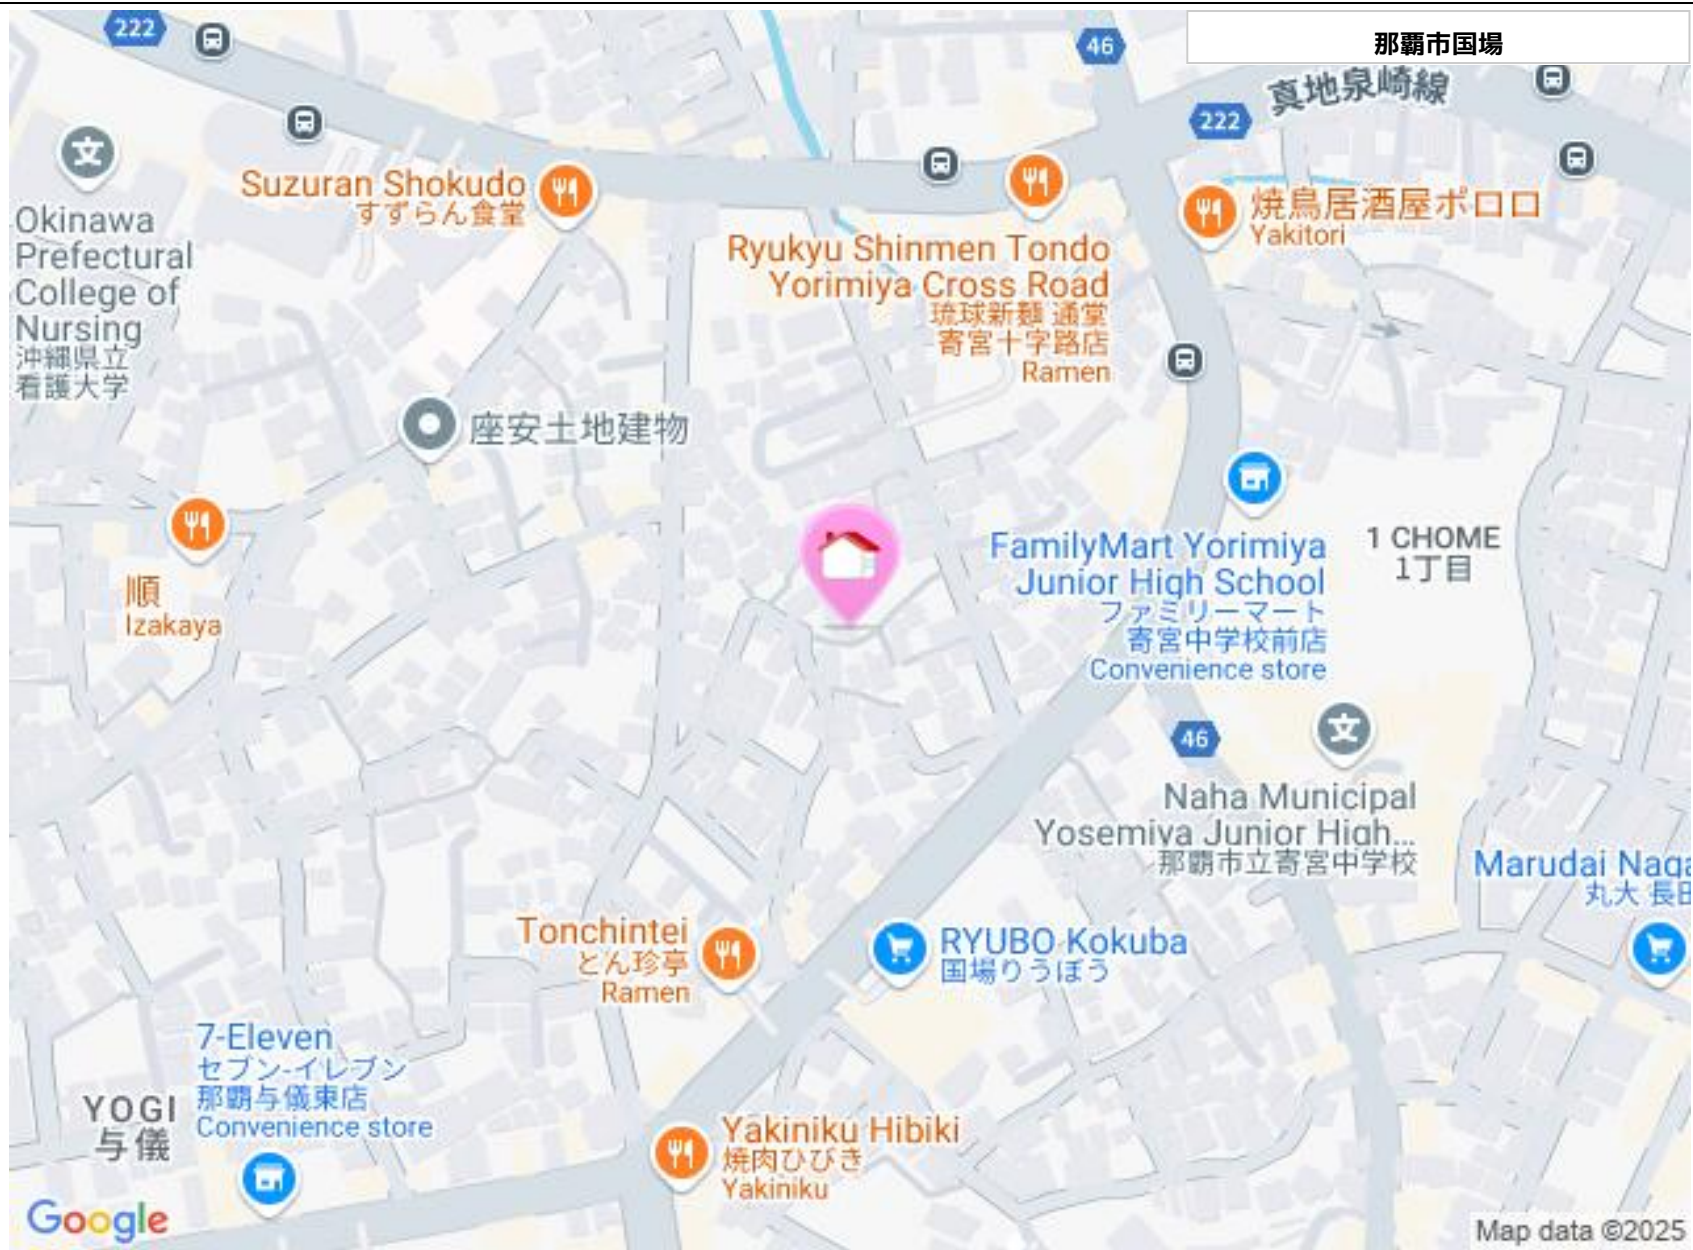 222
46
那覇市国場
真地泉崎線
222
Suzuran Shokudo
すずらん食堂
焼鳥居酒屋ポロロ
Yakitori
Okinawa
Prefectural
College of
Nursing
沖縄県立
看護大学
Ryukyu Shinmen Tondo
Yorimiya Cross Road
琉球新麺 通堂
寄宮十字路店
Ramen
座安土地建物
順
Izakaya
FamilyMart Yorimiya
Junior High School
ファミリーマート
寄宮中学校前店
Convenience store
1 CHOME
1丁目
46
Naha Municipal
Yosemiya Junior High...
那覇市立寄宮中学校
Marudai Naga
丸大 長田
Tonchintei
とん珍亭
Ramen
RYUBO Kokuba
国場りうぼう
7-Eleven
セブン-イレブン
那覇与儀東店
Convenience store
YOGI
与儀
Yakiniku Hibiki
焼肉ひびき
Yakiniku
Google
Map data ©2025